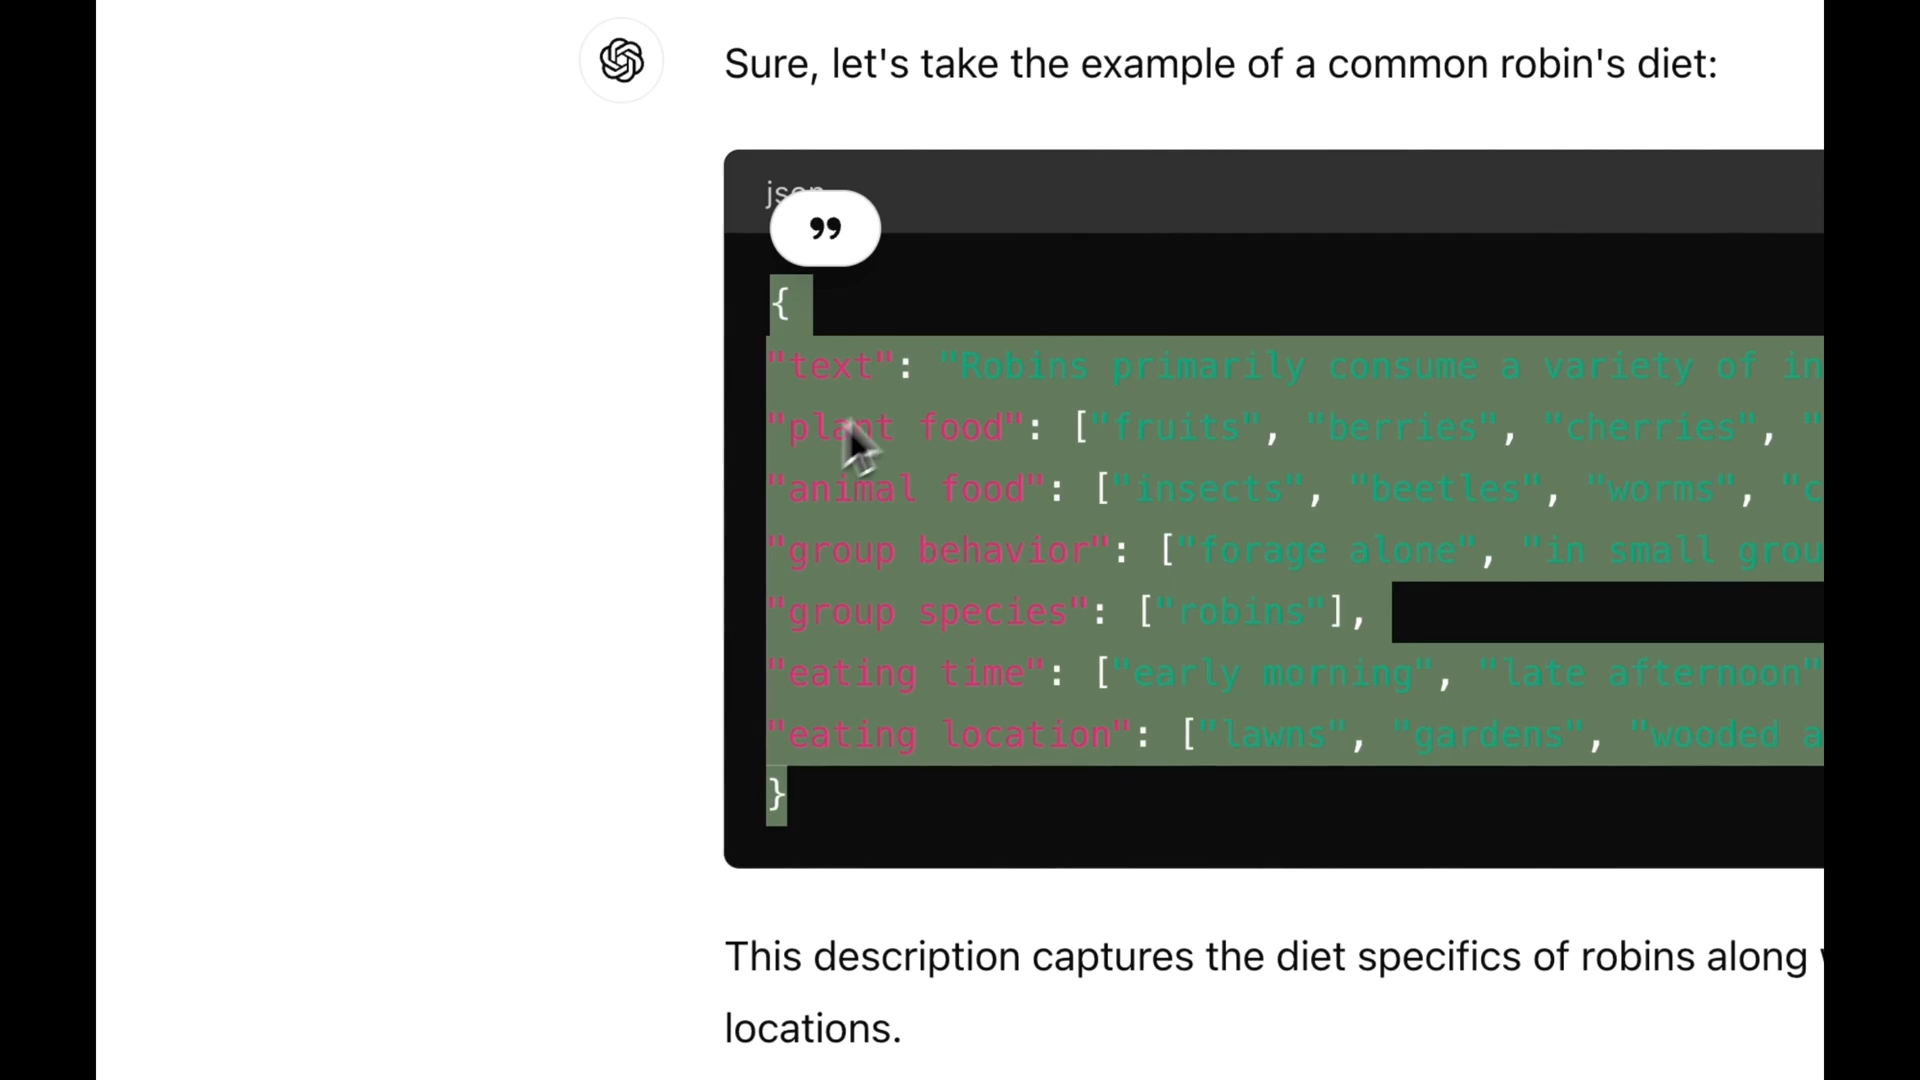 Sure, let's take the example of a common robin's diet:
”
{
"text": "Robins primarily consume a variety of
"plant food": ["fruits", "berries", "cherries", "
"animal food": ["insects", "beetles", "worms", "
"group behavior": ["forage alone", "in small
"group species": ["robins"],
"eating time": ["early morning", "late afternoon"
"eating location": ["lawns", "gardens", "wooded
}
This description captures the diet specifics of robins along
locations.